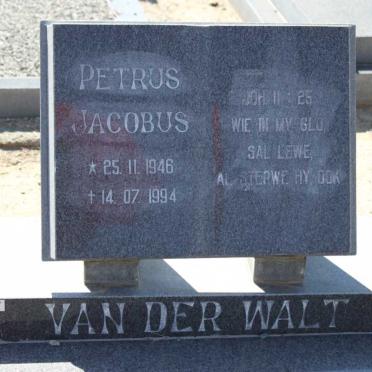 PETRUS
JACOBUS
* 25. 11. 1946
† 14. 07. 1994
JOH. 11 : 25
WIE IN MY GLO
SAL LEWE,
AL STERWE HY OOK
VAN DER WALT